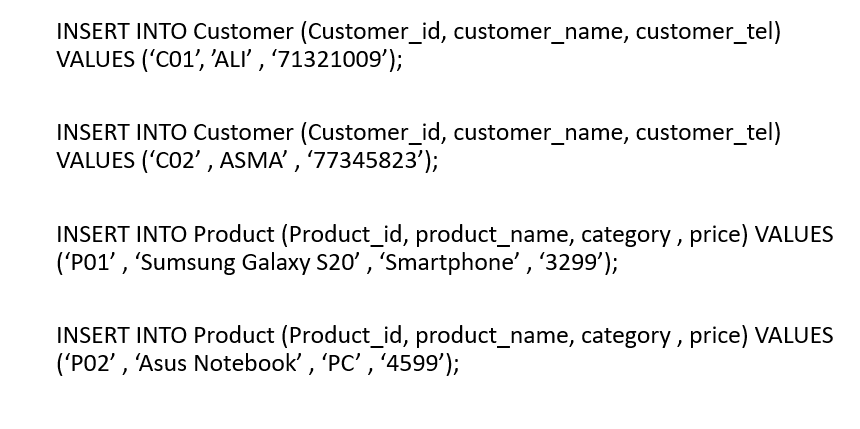 INSERT INTO Customer (Customer_id, customer_name, customer_tel)
VALUES (‘C01’, ’ALI’ , ‘71321009’);
INSERT INTO Customer (Customer_id, customer_name, customer_tel)
VALUES (‘C02’ , ASMA’ , ‘77345823’);
INSERT INTO Product (Product_id, product_name, category , price) VALUES
(‘P01’ , ‘Sumsung Galaxy S20’ , ‘Smartphone’ , ‘3299’);
INSERT INTO Product (Product_id, product_name, category , price) VALUES
(‘P02’ , ‘Asus Notebook’ , ‘PC’ , ‘4599’);